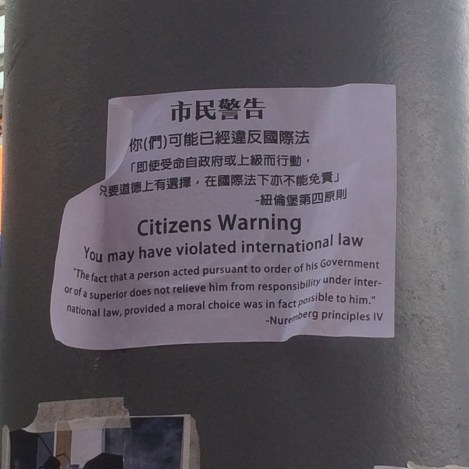 市民警告
你(們)可能已經違反國際法
「即使受命自政府或上級而行動，
只要道德上有選擇，在國際法下亦不能免責」
-紐倫堡第四原則
Citizens Warning
You may have violated international law
"The fact that a person acted pursuant to order of his Government
or of a superior does not relieve him from responsibility under inter-
national law, provided a moral choice was in fact possible to him."
-Nuremberg principles IV